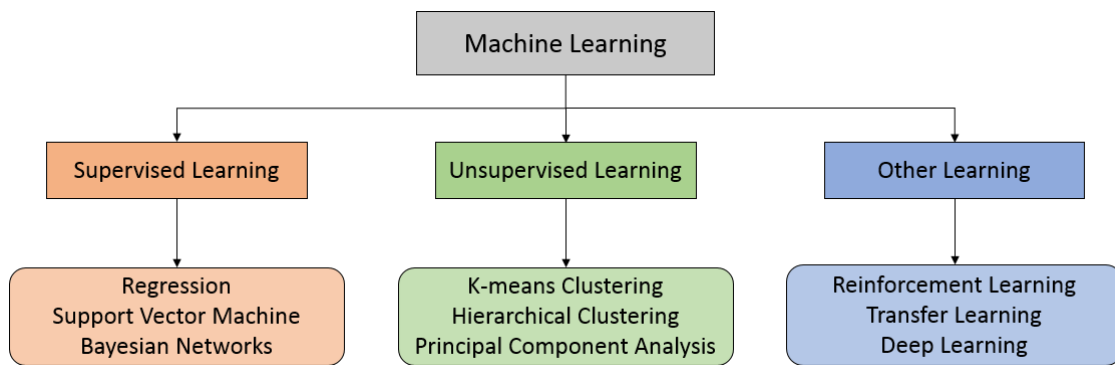 Machine Learning
Supervised Learning
Unsupervised Learning
Other Learning
Regression
Support Vector Machine
Bayesian Networks
K-means Clustering
Hierarchical Clustering
Principal Component Analysis
Reinforcement Learning
Transfer Learning
Deep Learning